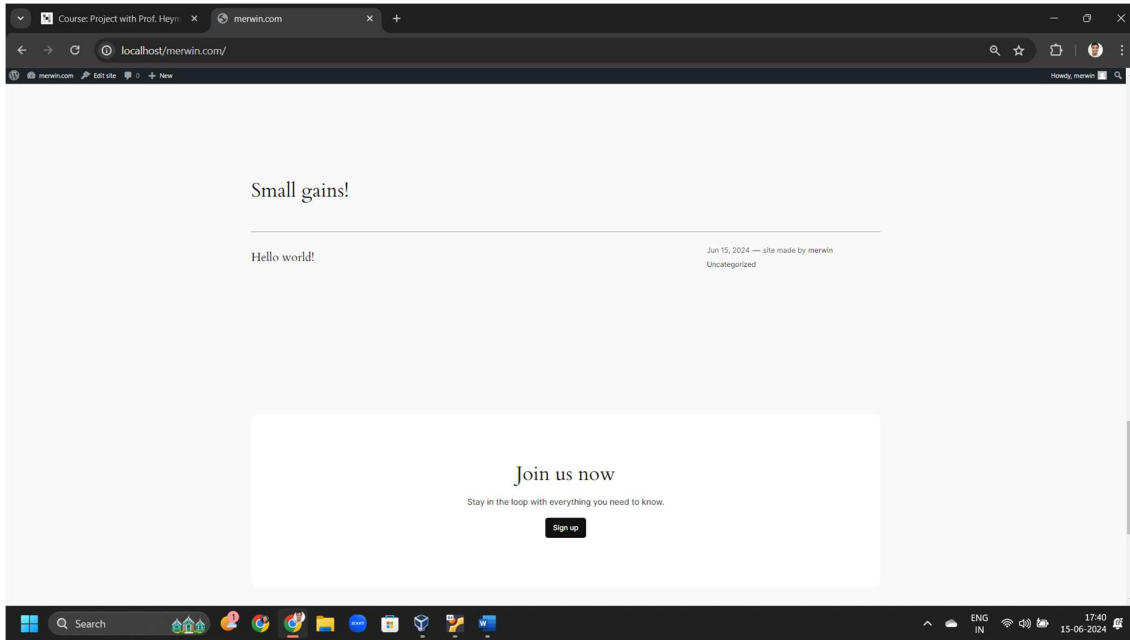 Course: Project with Prof. Heym
merwin.com
localhost/merwin.com/
merwin.com Edit site 0 New Howdy, merwin
Small gains!
Hello world!
Jun 15, 2024 — site made by merwin
Uncategorized
Join us now
Stay in the loop with everything you need to know.
Sign up
Search
1
zoom
W
ENG
IN
17:40
15-06-2024